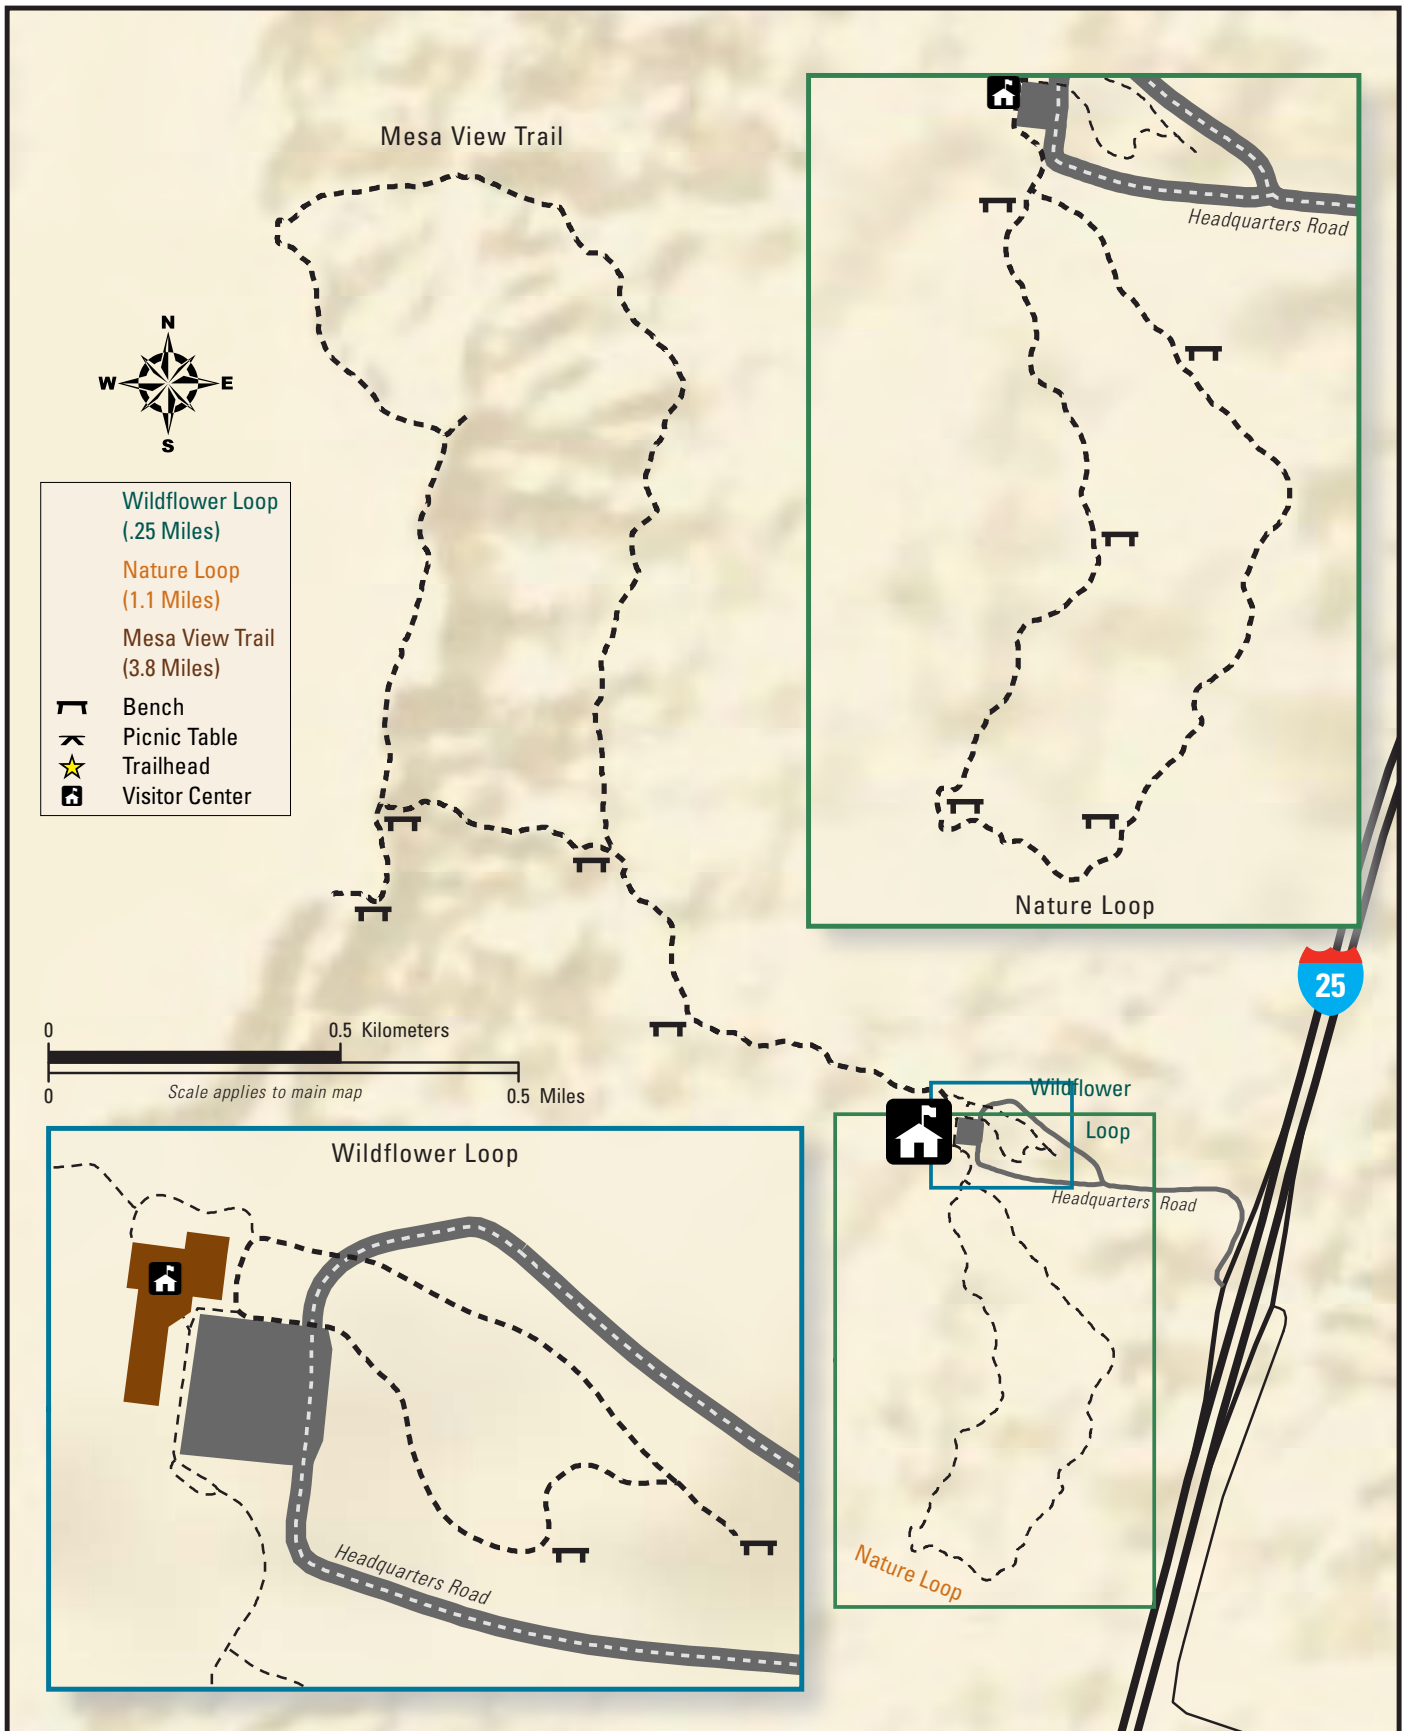 Mesa View Trail
Headquarters Road
N
W E
S
Wildflower Loop
(.25 Miles)
Nature Loop
(1.1 Miles)
Mesa View Trail
(3.8 Miles)
Bench
Picnic Table
Trailhead
Visitor Center
Nature Loop
25
0 0.5 Kilometers
Scale applies to main map
0 0.5 Miles
Wildflower
Loop
Headquarters Road
Wildflower Loop
Headquarters Road
Nature Loop